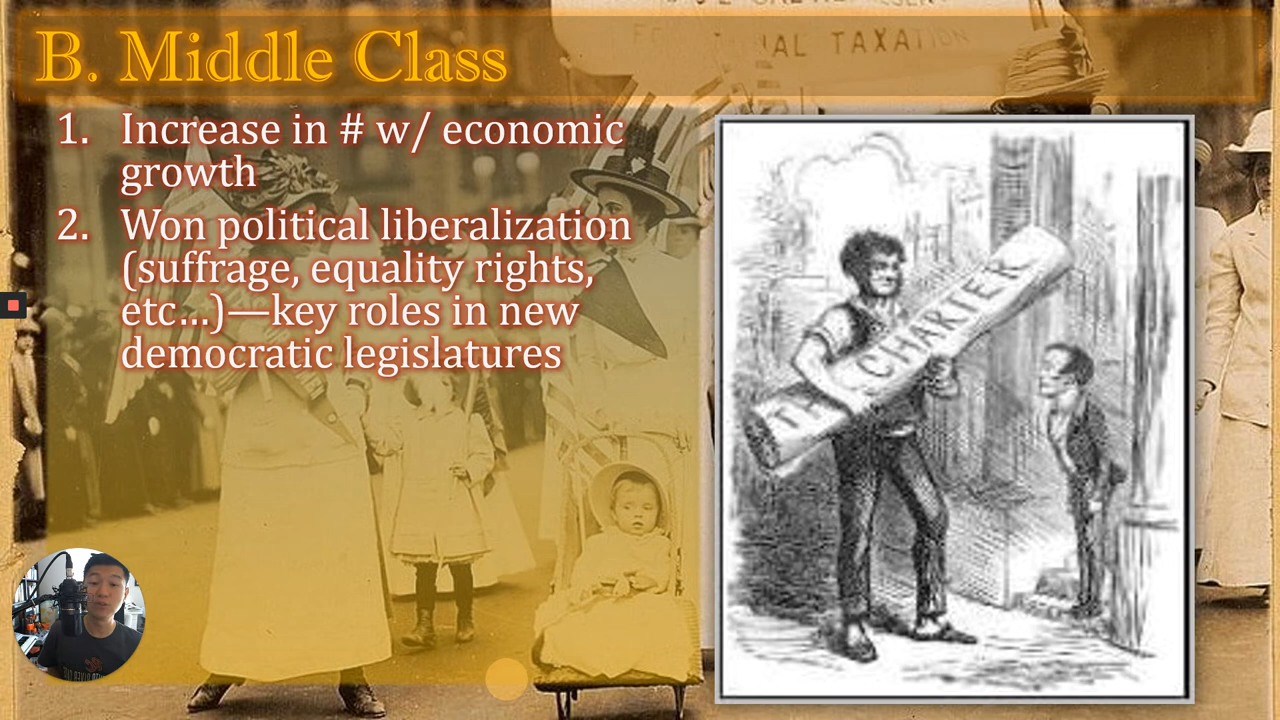 TAXATION
B. Middle Class
1. Increase in # w/ economic
growth
2. Won political liberalization
(suffrage, equality rights,
etc…)—key roles in new
democratic legislatures
THE CHARTER